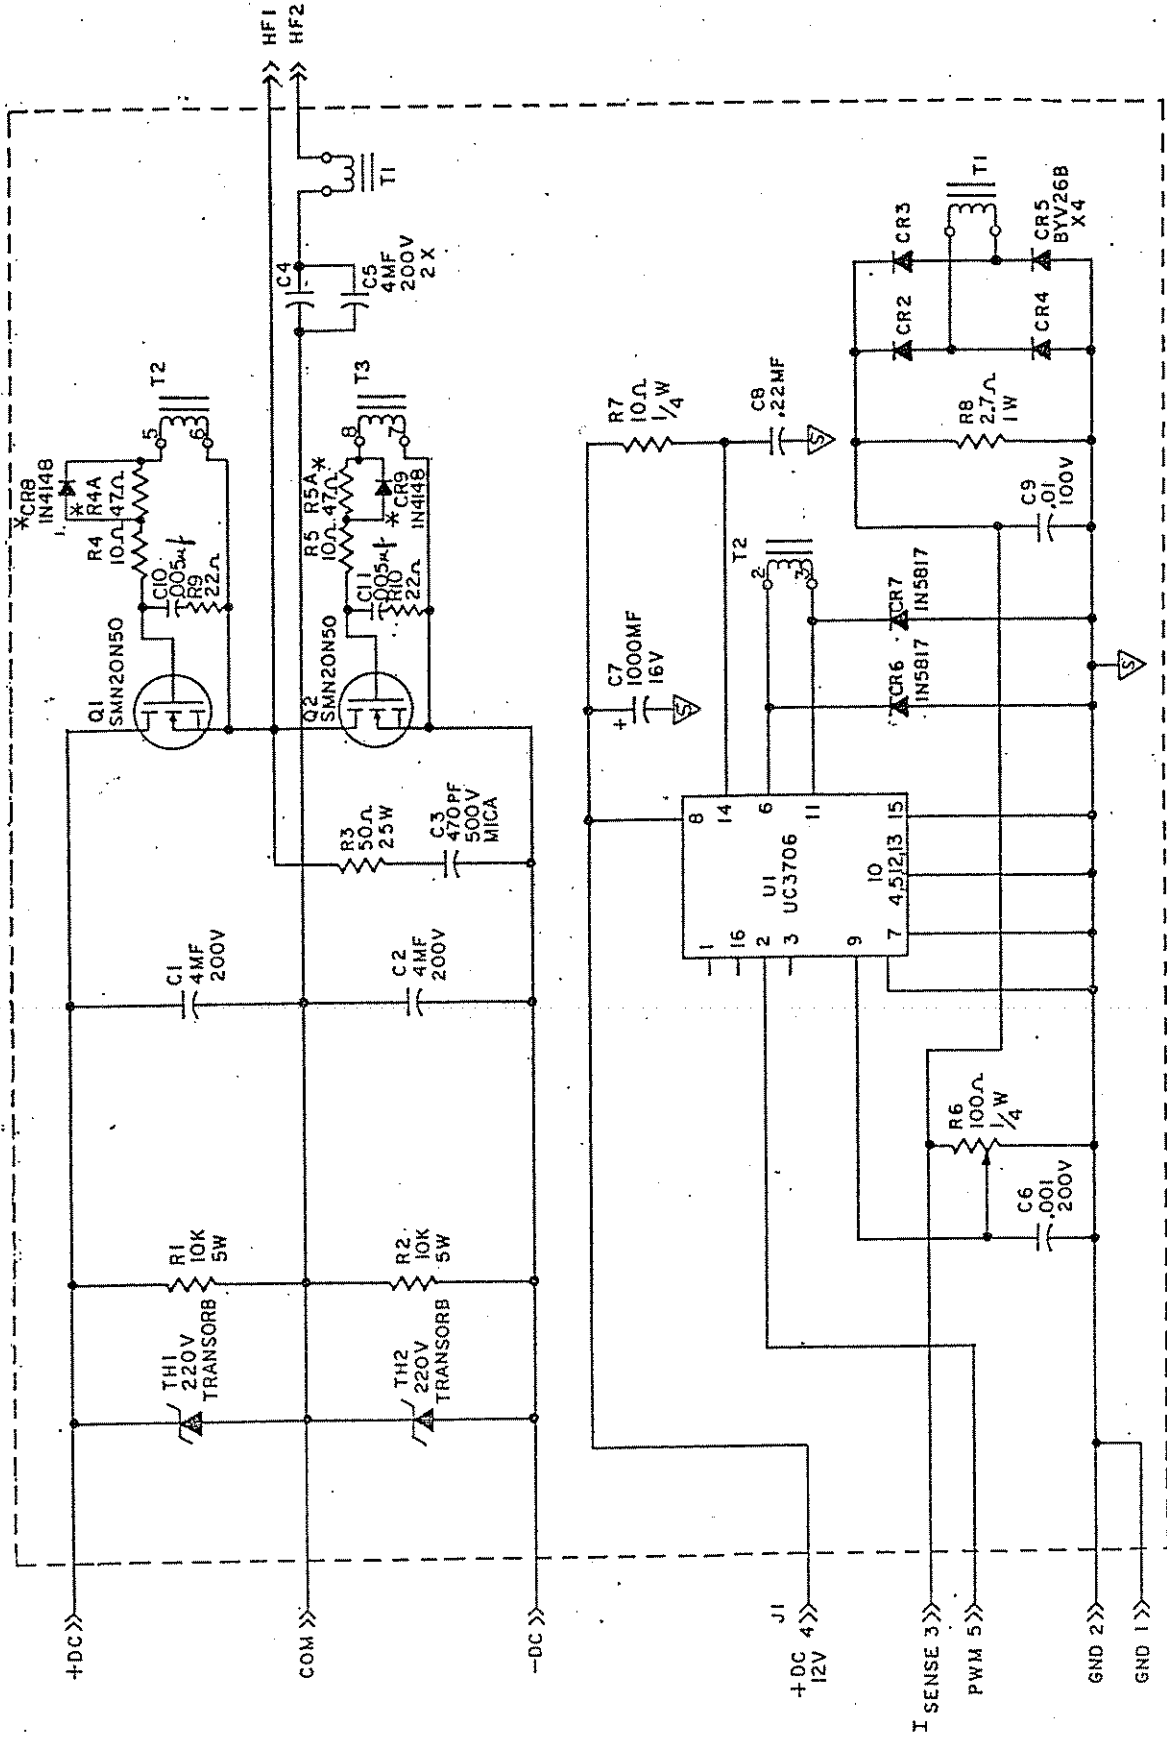 +DC
COM
-DC
TH1
220V
TRANSORB
TH2
220V
TRANSORB
R1
10K
5W
R2
10K
5W
C1
4MF
200V
C2
4MF
200V
R3
50Ω
25W
C3
470PF
500V
MICA
Q1
SMN20N50
Q2
SMN20N50
*CR8
1N4148
R4
10Ω
*
R4A
47Ω
C10
.005µf
R9
22Ω
5
6
T2
R5
10Ω
R5A*
47Ω
C11
.005µf
R10
22Ω
*CR9
1N4148
8
7
T3
C4
C5
4MF
200V
2X
T1
HF1
HF2
J1
+DC 4
12V
I SENSE 3
PWM 5
GND 2
GND 1
R6
100Ω
1/4W
C6
.001
200V
U1
UC3706
1
16
2
3
9
7
8
14
6
11
10
4,5,12,13
15
C7
+
1000MF
16V
S
R7
10Ω
1/4W
C8
.22MF
S
T2
2
3
CR6
1N5817
CR7
1N5817
S
C9
.01
100V
R8
2.7Ω
1W
CR2
CR3
CR4
CR5
BYV26B
X4
T1